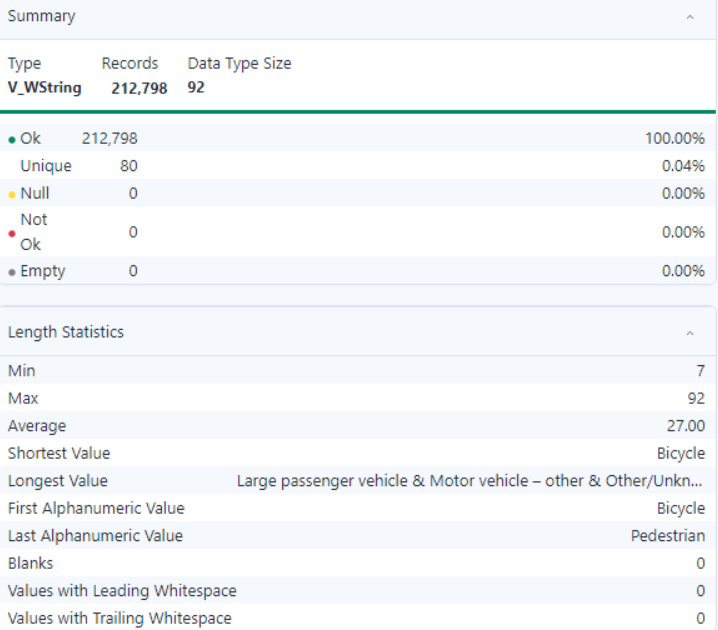 Summary
Type Records Data Type Size
V_WString 212,798 92
Ok 212,798 100.00%
Unique 80 0.04%
Null 0 0.00%
Not
Ok 0 0.00%
Empty 0 0.00%
Length Statistics
Min 7
Max 92
Average 27.00
Shortest Value Bicycle
Longest Value Large passenger vehicle & Motor vehicle – other & Other/Unkn...
First Alphanumeric Value Bicycle
Last Alphanumeric Value Pedestrian
Blanks 0
Values with Leading Whitespace 0
Values with Trailing Whitespace 0